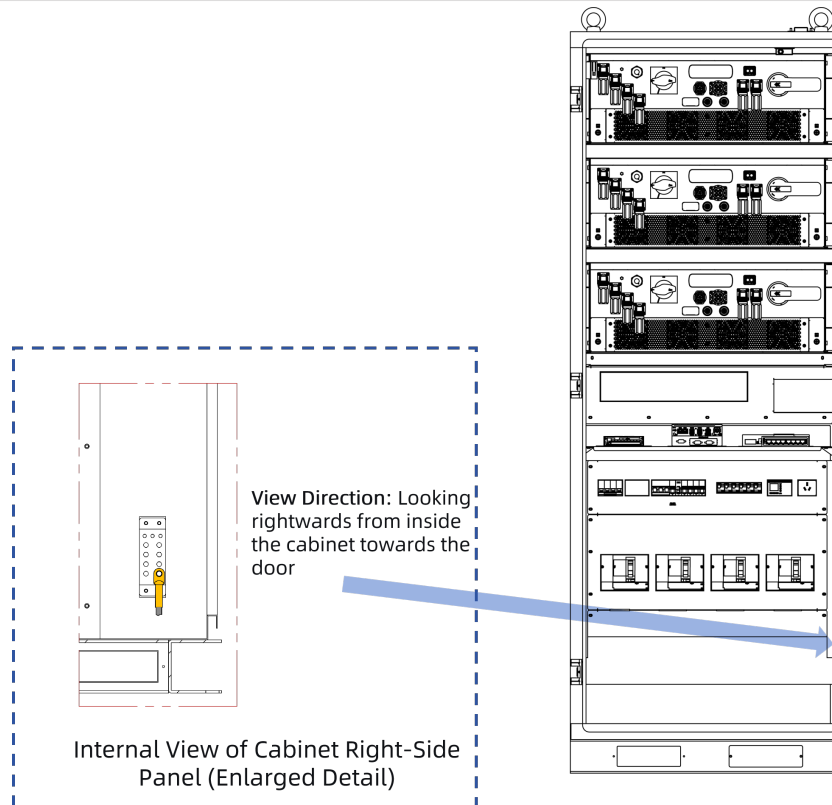 View Direction: Looking
rightwards from inside
the cabinet towards the
door
Internal View of Cabinet Right-Side
Panel (Enlarged Detail)